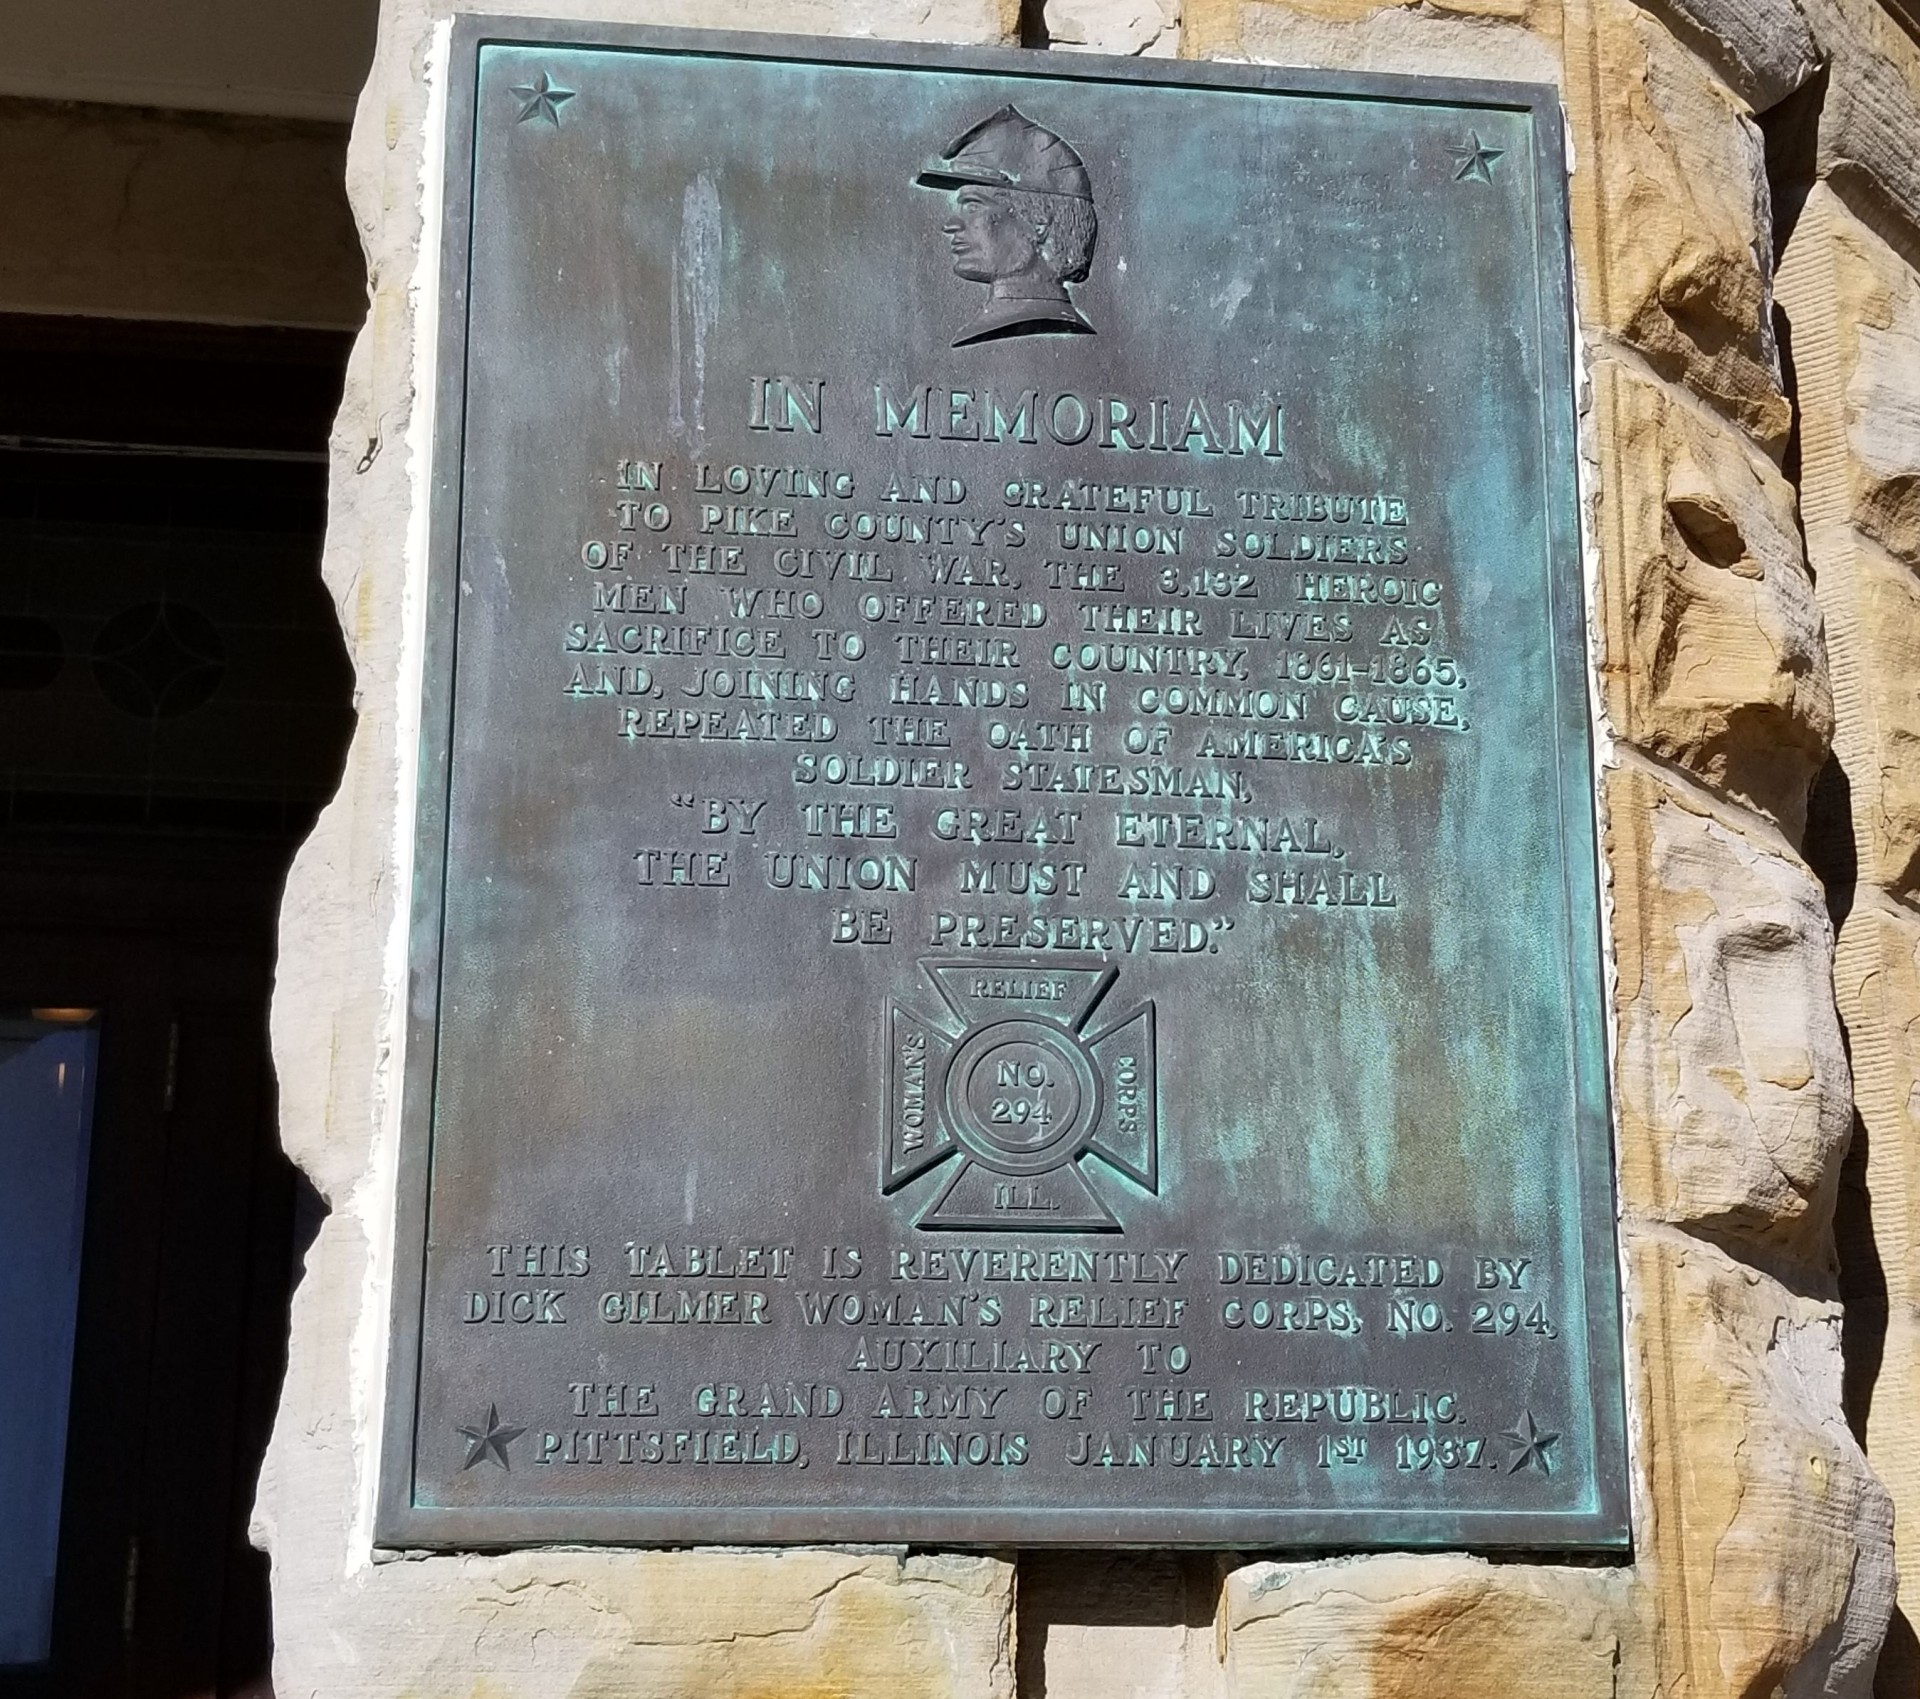 IN MEMORIAM
IN LOVING AND GRATEFUL TRIBUTE
TO PIKE COUNTY'S UNION SOLDIERS
OF THE CIVIL WAR, THE 3,132 HEROIC
MEN WHO OFFERED THEIR LIVES AS
SACRIFICE TO THEIR COUNTRY, 1861-1865,
AND, JOINING HANDS IN COMMON CAUSE,
REPEATED THE OATH OF AMERICA'S
SOLDIER STATESMAN,
"BY THE GREAT ETERNAL,
THE UNION MUST AND SHALL
BE PRESERVED."
RELIEF
WOMAN'S
CORPS
NO.
294
ILL.
THIS TABLET IS REVERENTLY DEDICATED BY
DICK GILMER WOMAN'S RELIEF CORPS, NO. 294,
AUXILIARY TO
THE GRAND ARMY OF THE REPUBLIC.
PITTSFIELD, ILLINOIS JANUARY 1ST 1937.